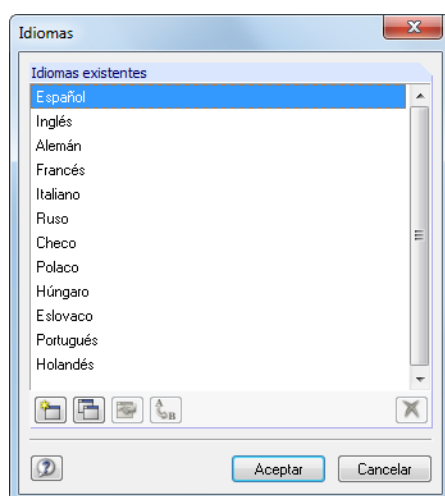 Idiomas
Idiomas existentes
Español
Inglés
Alemán
Francés
Italiano
Ruso
Checo
Polaco
Húngaro
Eslovaco
Portugués
Holandés
A B
Aceptar Cancelar